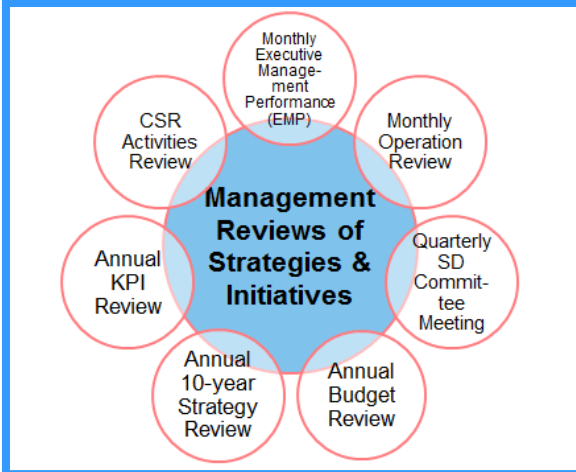 Monthly
Executive
Manage-
ment
Performance
(EMP)
CSR
Activities
Review
Monthly
Operation
Review
Management
Reviews of
Strategies &
Initiatives
Annual
KPI
Review
Quarterly
SD
Commit-
tee
Meeting
Annual
10-year
Strategy
Review
Annual
Budget
Review